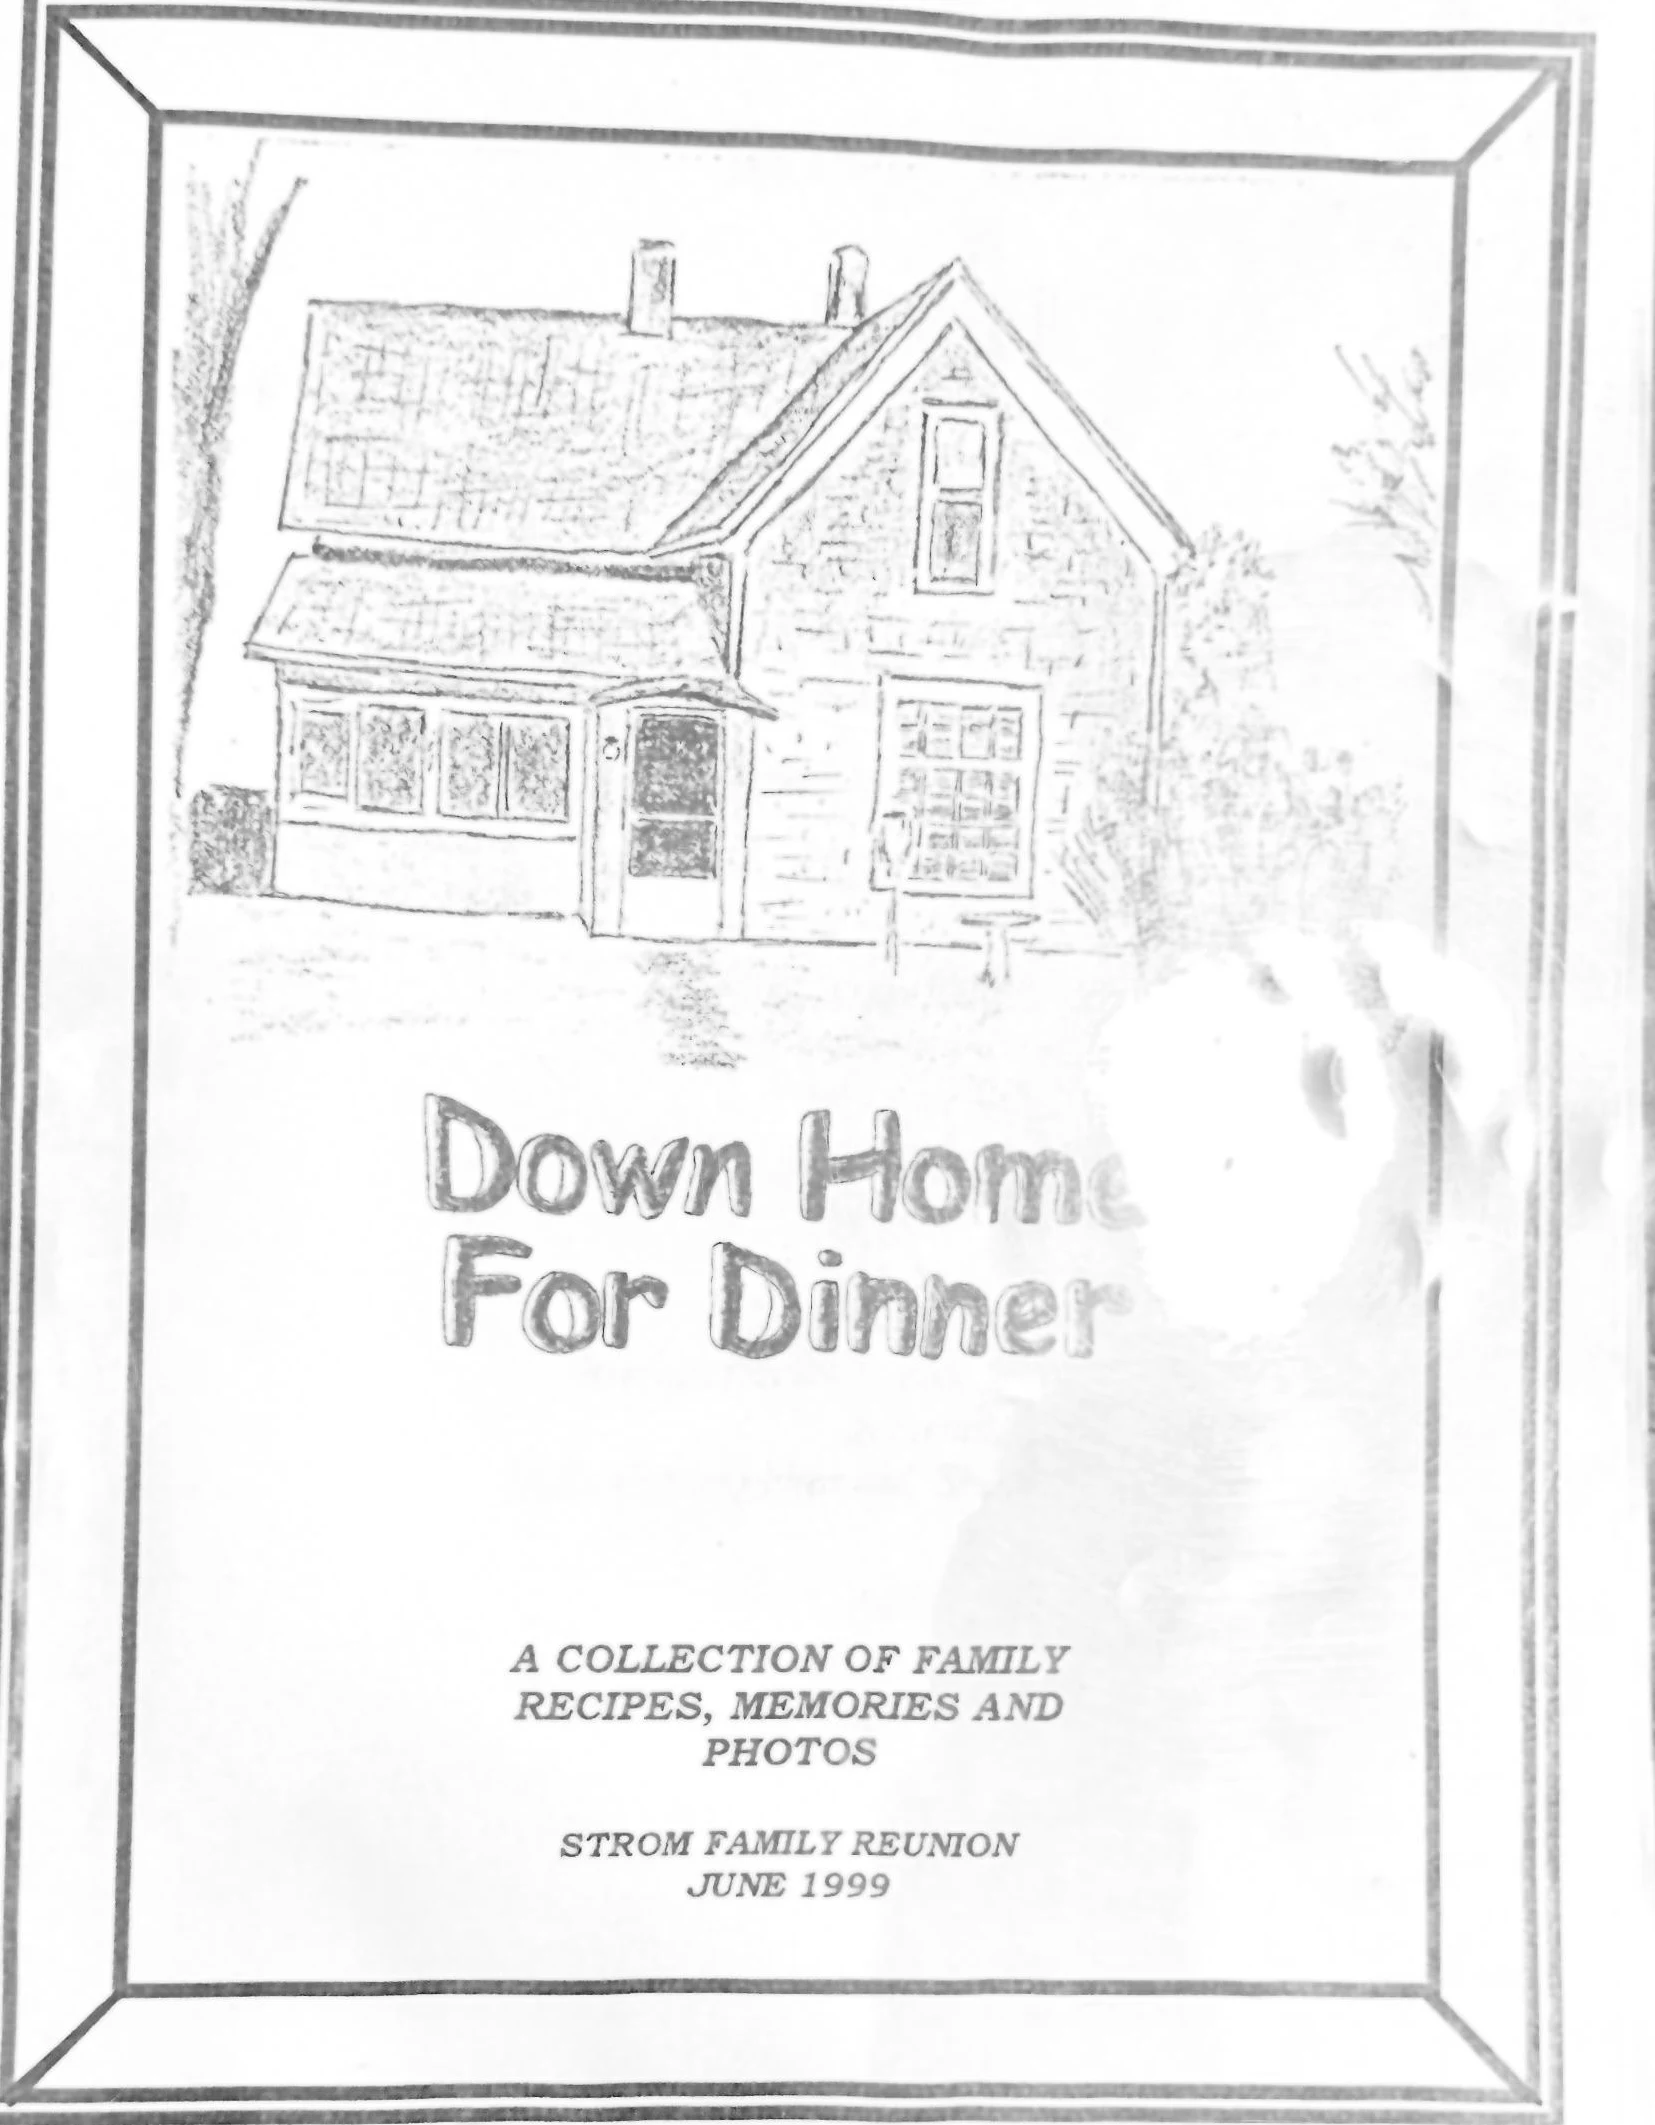 Down Home
For Dinner
A COLLECTION OF FAMILY
RECIPES, MEMORIES AND
PHOTOS
STROM FAMILY REUNION
JUNE 1999